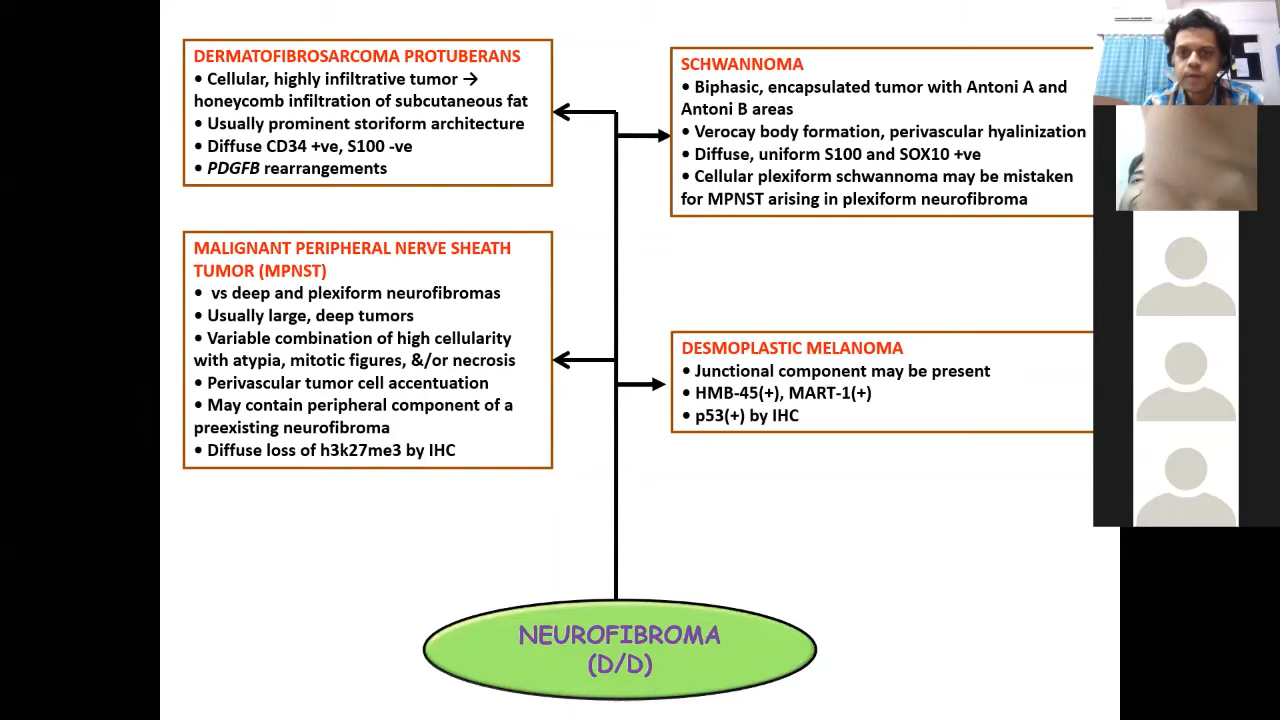 DERMATOFIBROSARCOMA PROTUBERANS
• Cellular, highly infiltrative tumor →
honeycomb infiltration of subcutaneous fat
• Usually prominent storiform architecture
• Diffuse CD34 +ve, S100 -ve
• PDGFB rearrangements
SCHWANNOMA
• Biphasic, encapsulated tumor with Antoni A and
Antoni B areas
• Verocay body formation, perivascular hyalinization
• Diffuse, uniform S100 and SOX10 +ve
• Cellular plexiform schwannoma may be mistaken
for MPNST arising in plexiform neurofibroma
MALIGNANT PERIPHERAL NERVE SHEATH
TUMOR (MPNST)
• vs deep and plexiform neurofibromas
• Usually large, deep tumors
• Variable combination of high cellularity
with atypia, mitotic figures, &/or necrosis
• Perivascular tumor cell accentuation
• May contain peripheral component of a
preexisting neurofibroma
• Diffuse loss of h3k27me3 by IHC
DESMOPLASTIC MELANOMA
• Junctional component may be present
• HMB-45(+), MART-1(+)
• p53(+) by IHC
NEUROFIBROMA
(D/D)